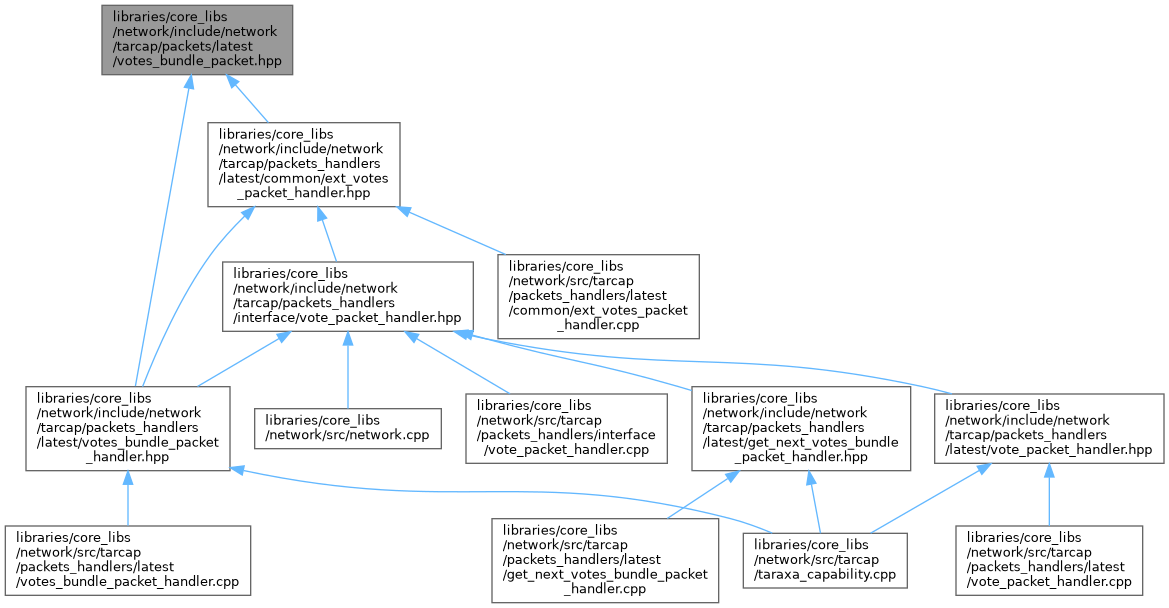 libraries/core_libs
/network/include/network
/tarcap/packets/latest
/votes_bundle_packet.hpp
libraries/core_libs
/network/include/network
/tarcap/packets_handlers
/latest/common/ext_votes
_packet_handler.hpp
libraries/core_libs
/network/include/network
/tarcap/packets_handlers
/interface/vote_packet_handler.hpp
libraries/core_libs
/network/src/tarcap
/packets_handlers/latest
/common/ext_votes_packet
_handler.cpp
libraries/core_libs
/network/include/network
/tarcap/packets_handlers
/latest/votes_bundle_packet
_handler.hpp
libraries/core_libs
/network/src/network.cpp
libraries/core_libs
/network/src/tarcap
/packets_handlers/interface
/vote_packet_handler.cpp
libraries/core_libs
/network/include/network
/tarcap/packets_handlers
/latest/get_next_votes_bundle
_packet_handler.hpp
libraries/core_libs
/network/include/network
/tarcap/packets_handlers
/latest/vote_packet_handler.hpp
libraries/core_libs
/network/src/tarcap
/packets_handlers/latest
/votes_bundle_packet_handler.cpp
libraries/core_libs
/network/src/tarcap
/packets_handlers/latest
/get_next_votes_bundle_packet
_handler.cpp
libraries/core_libs
/network/src/tarcap
/taraxa_capability.cpp
libraries/core_libs
/network/src/tarcap
/packets_handlers/latest
/vote_packet_handler.cpp